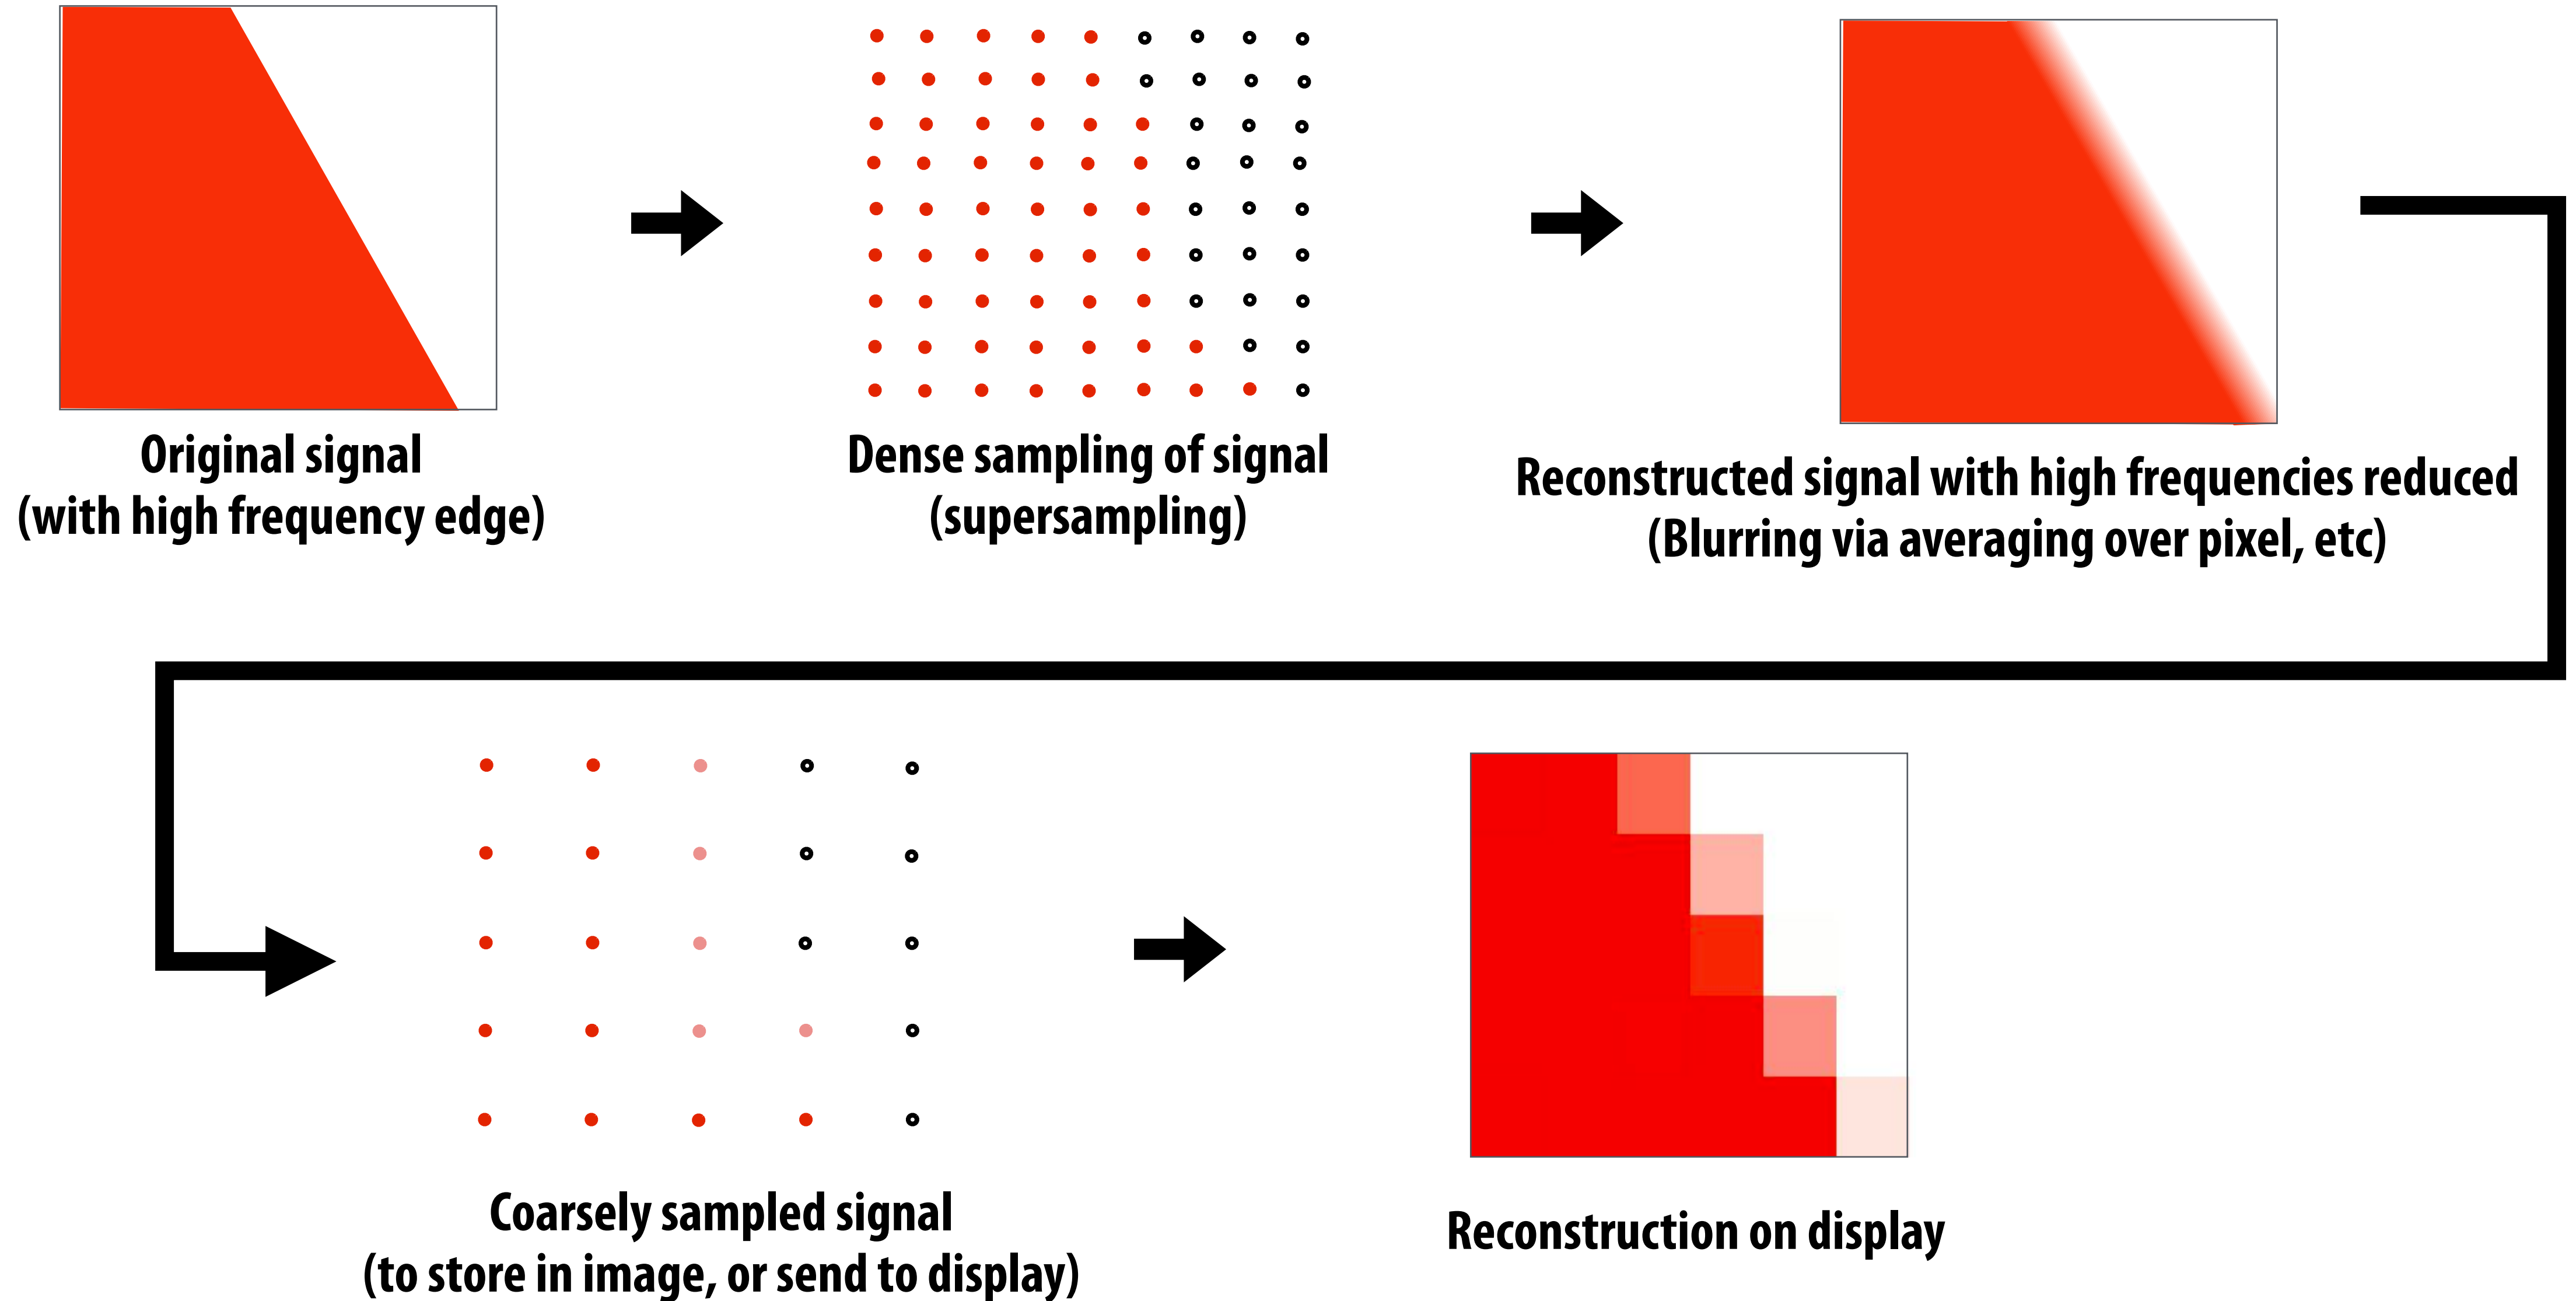 Original signal
(with high frequency edge)
Dense sampling of signal
(supersampling)
Reconstructed signal with high frequencies reduced
(Blurring via averaging over pixel, etc)
Coarsely sampled signal
(to store in image, or send to display)
Reconstruction on display